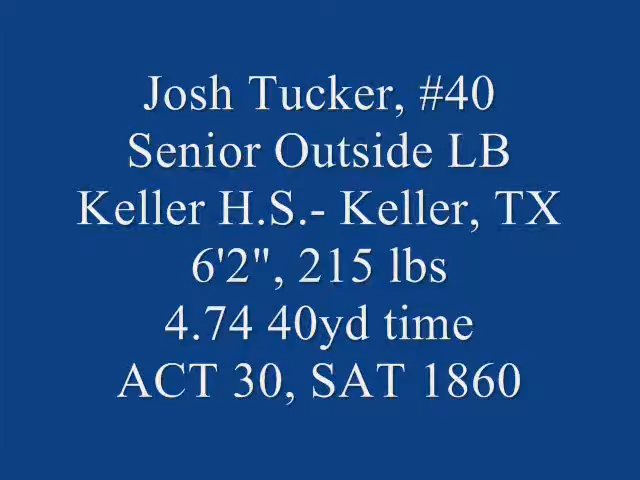 Josh Tucker, #40
Senior Outside LB
Keller H.S.- Keller, TX
6'2", 215 lbs
4.74 40yd time
ACT 30, SAT 1860